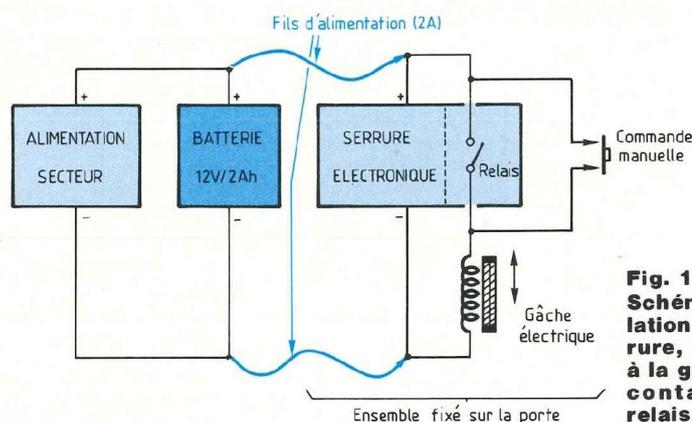 Fils d'alimentation (2A)
+
+
+
ALIMENTATION
SECTEUR
BATTERIE
12V/2Ah
SERRURE
ELECTRONIQUE
Relais
Commande
manuelle
−
−
−
Gâche
électrique
Ensemble fixé sur la porte
Fig. 1
Schém
lation
rure,
à la g
conta
relais